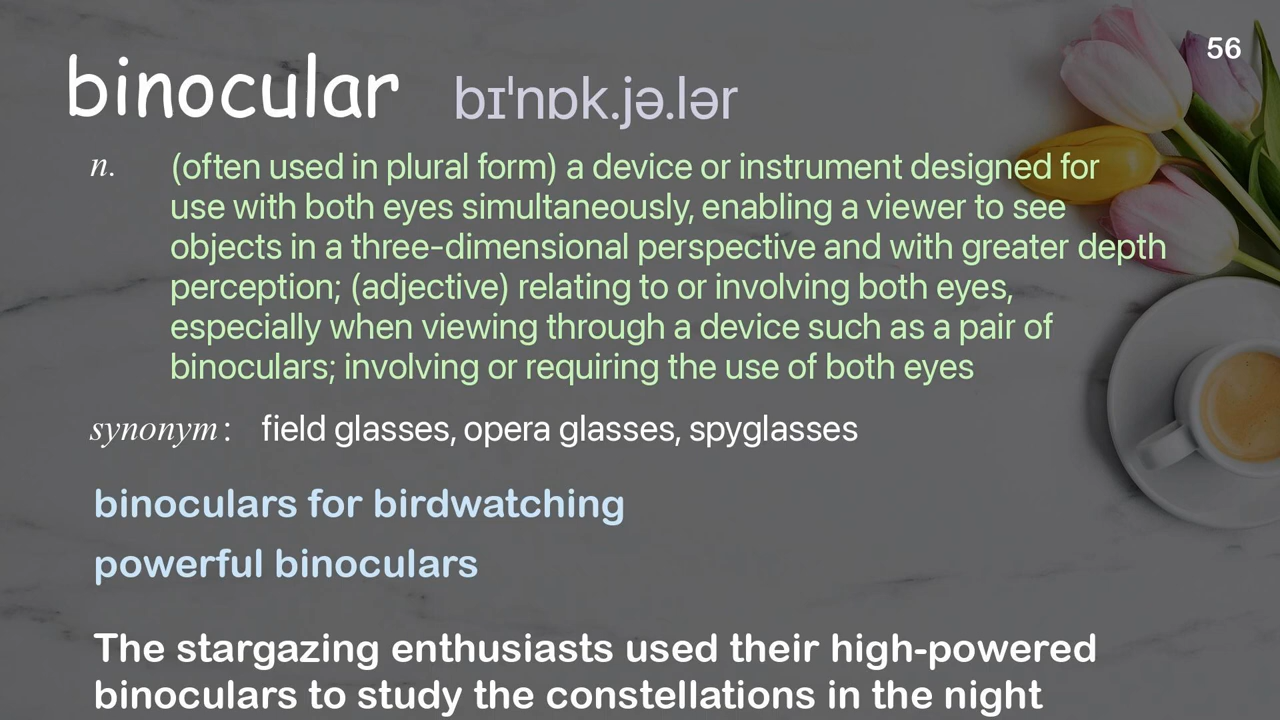 56
binocular bɪˈnɒk.jə.lər
n. (often used in plural form) a device or instrument designed for
use with both eyes simultaneously, enabling a viewer to see
objects in a three-dimensional perspective and with greater depth
perception; (adjective) relating to or involving both eyes,
especially when viewing through a device such as a pair of
binoculars; involving or requiring the use of both eyes
synonym: field glasses, opera glasses, spyglasses
binoculars for birdwatching
powerful binoculars
The stargazing enthusiasts used their high-powered
binoculars to study the constellations in the night